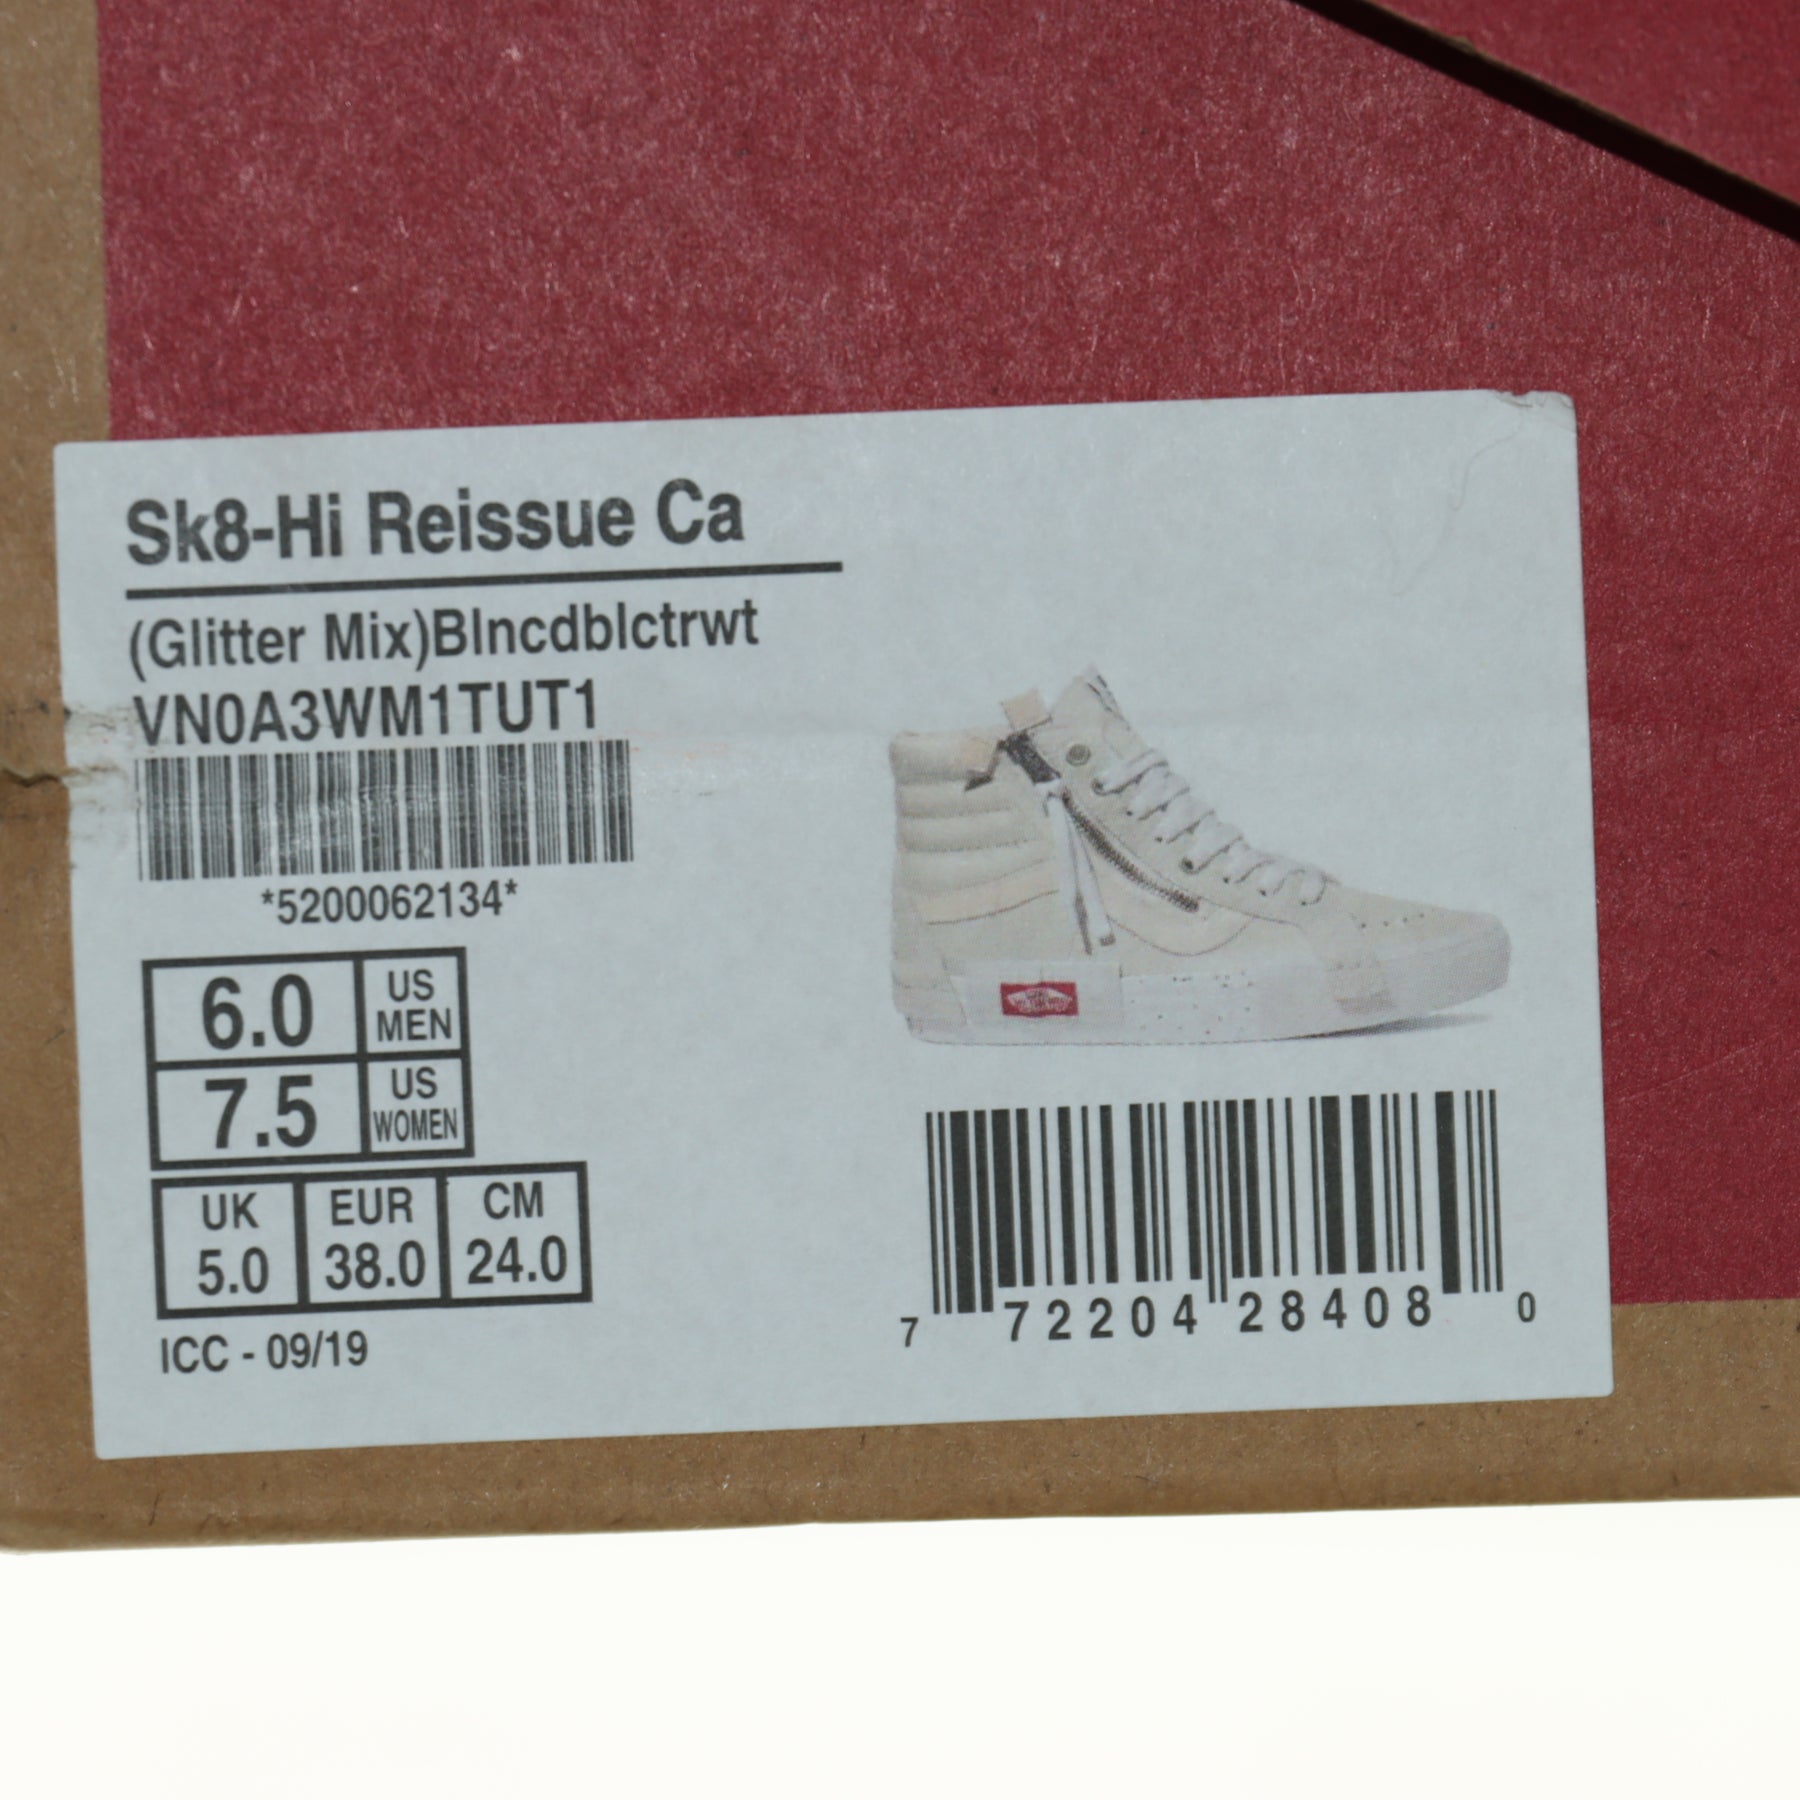 Sk8-Hi Reissue Ca
(Glitter Mix)Blncdblctrwt
VN0A3WM1TUT1
*5200062134*
6.0 US MEN
7.5 US WOMEN
UK EUR CM
5.0 38.0 24.0
ICC - 09/19
7 72204 28408 0